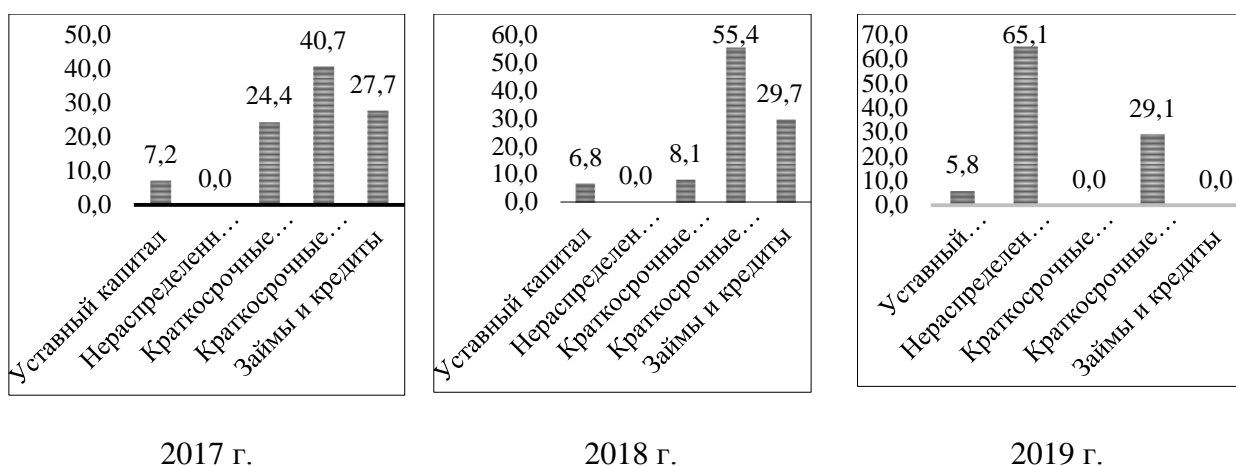 50,0
40,0
30,0
20,0
10,0
0,0
7,2
0,0
24,4
40,7
27,7
Уставный капитал
Нераспределенн…
Краткосрочные…
Краткосрочные…
Займы и кредиты
60,0
50,0
40,0
30,0
20,0
10,0
0,0
6,8
0,0
8,1
55,4
29,7
Уставный капитал
Нераспределен…
Краткосрочные…
Краткосрочные…
Займы и кредиты
70,0
60,0
50,0
40,0
30,0
20,0
10,0
0,0
5,8
65,1
0,0
29,1
0,0
Уставный…
Нераспределен…
Краткосрочные…
Краткосрочные…
Займы и кредиты
2017 г.
2018 г.
2019 г.